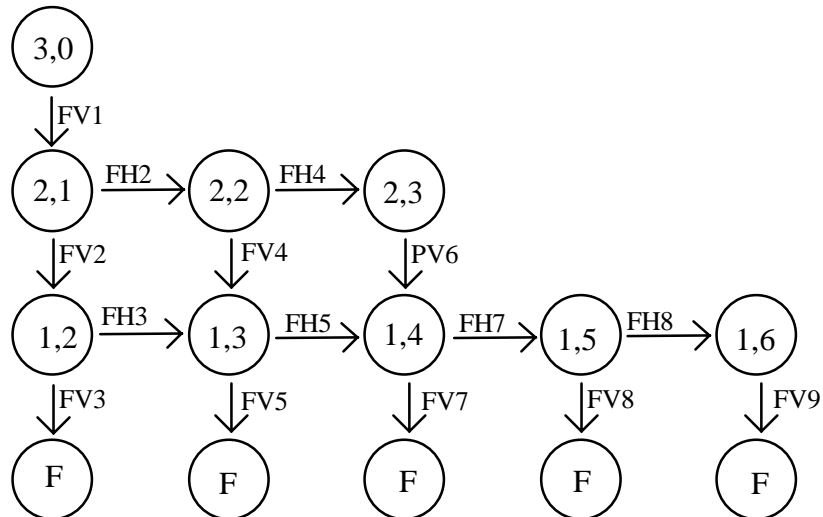 3,0
FV1
2,1 FH2 2,2 FH4 2,3
FV2 FV4 PV6
1,2 FH3 1,3 FH5 1,4 FH7 1,5 FH8 1,6
FV3 FV5 FV7 FV8 FV9
F F F F F